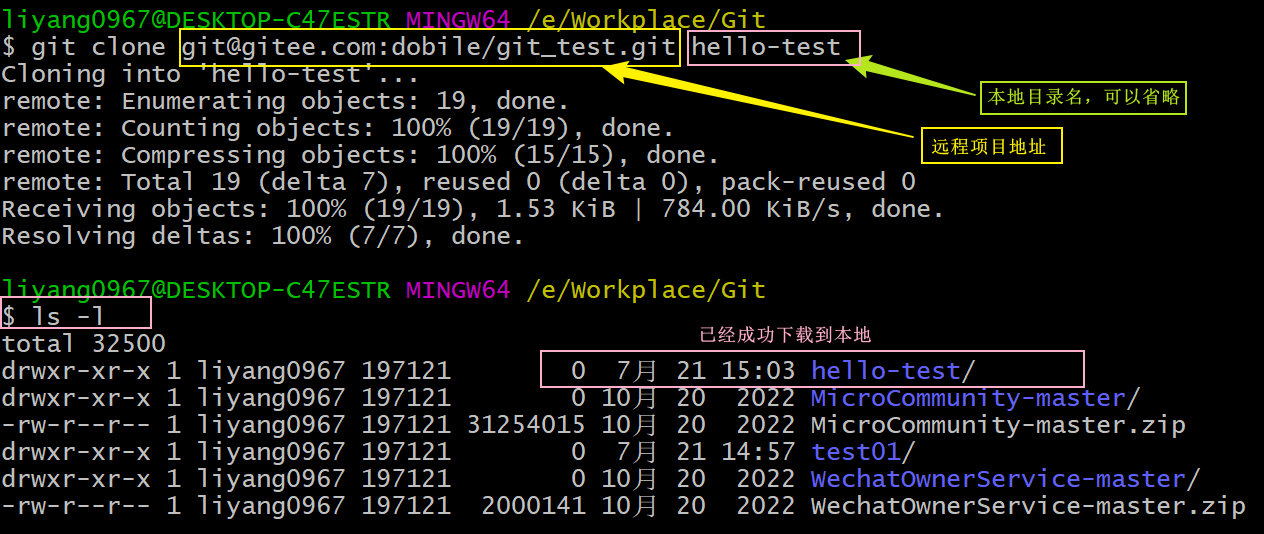 liyang0967@DESKTOP-C47ESTR MINGW64 /e/Workplace/Git
$ git clone git@gitee.com:dobile/git_test.git hello-test
Cloning into 'hello-test'...
本地目录名，可以省略
remote: Enumerating objects: 19, done.
remote: Counting objects: 100% (19/19), done.
远程项目地址
remote: Compressing objects: 100% (15/15), done.
remote: Total 19 (delta 7), reused 0 (delta 0), pack-reused 0
Receiving objects: 100% (19/19), 1.53 KiB | 784.00 KiB/s, done.
Resolving deltas: 100% (7/7), done.
liyang0967@DESKTOP-C47ESTR MINGW64 /e/Workplace/Git
$ ls -l
已经成功下载到本地
total 32500
drwxr-xr-x 1 liyang0967 197121        0  7月 21 15:03 hello-test/
drwxr-xr-x 1 liyang0967 197121        0 10月 20  2022 MicroCommunity-master/
-rw-r--r-- 1 liyang0967 197121 31254015 10月 20  2022 MicroCommunity-master.zip
drwxr-xr-x 1 liyang0967 197121        0  7月 21 14:57 test01/
drwxr-xr-x 1 liyang0967 197121        0 10月 20  2022 WechatOwnerService-master/
-rw-r--r-- 1 liyang0967 197121  2000141 10月 20  2022 WechatOwnerService-master.zip